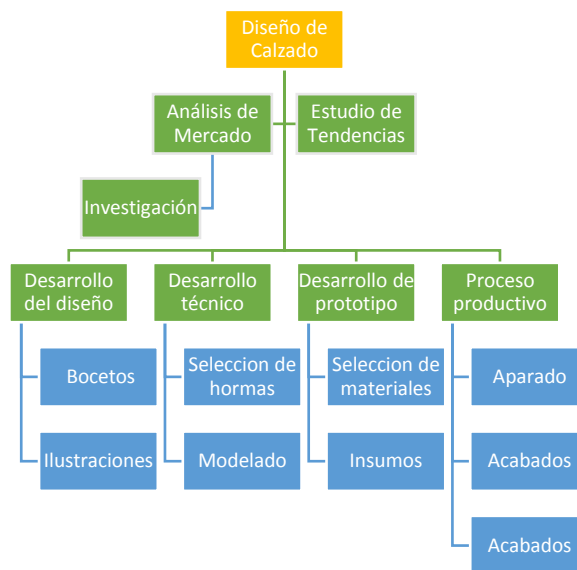 Diseño de
Calzado
Análisis de
Mercado
Estudio de
Tendencias
Investigación
Desarrollo
del diseño
Desarrollo
técnico
Desarrollo de
prototipo
Proceso
productivo
Bocetos
Seleccion de
hormas
Seleccion de
materiales
Aparado
Ilustraciones
Modelado
Insumos
Acabados
Acabados